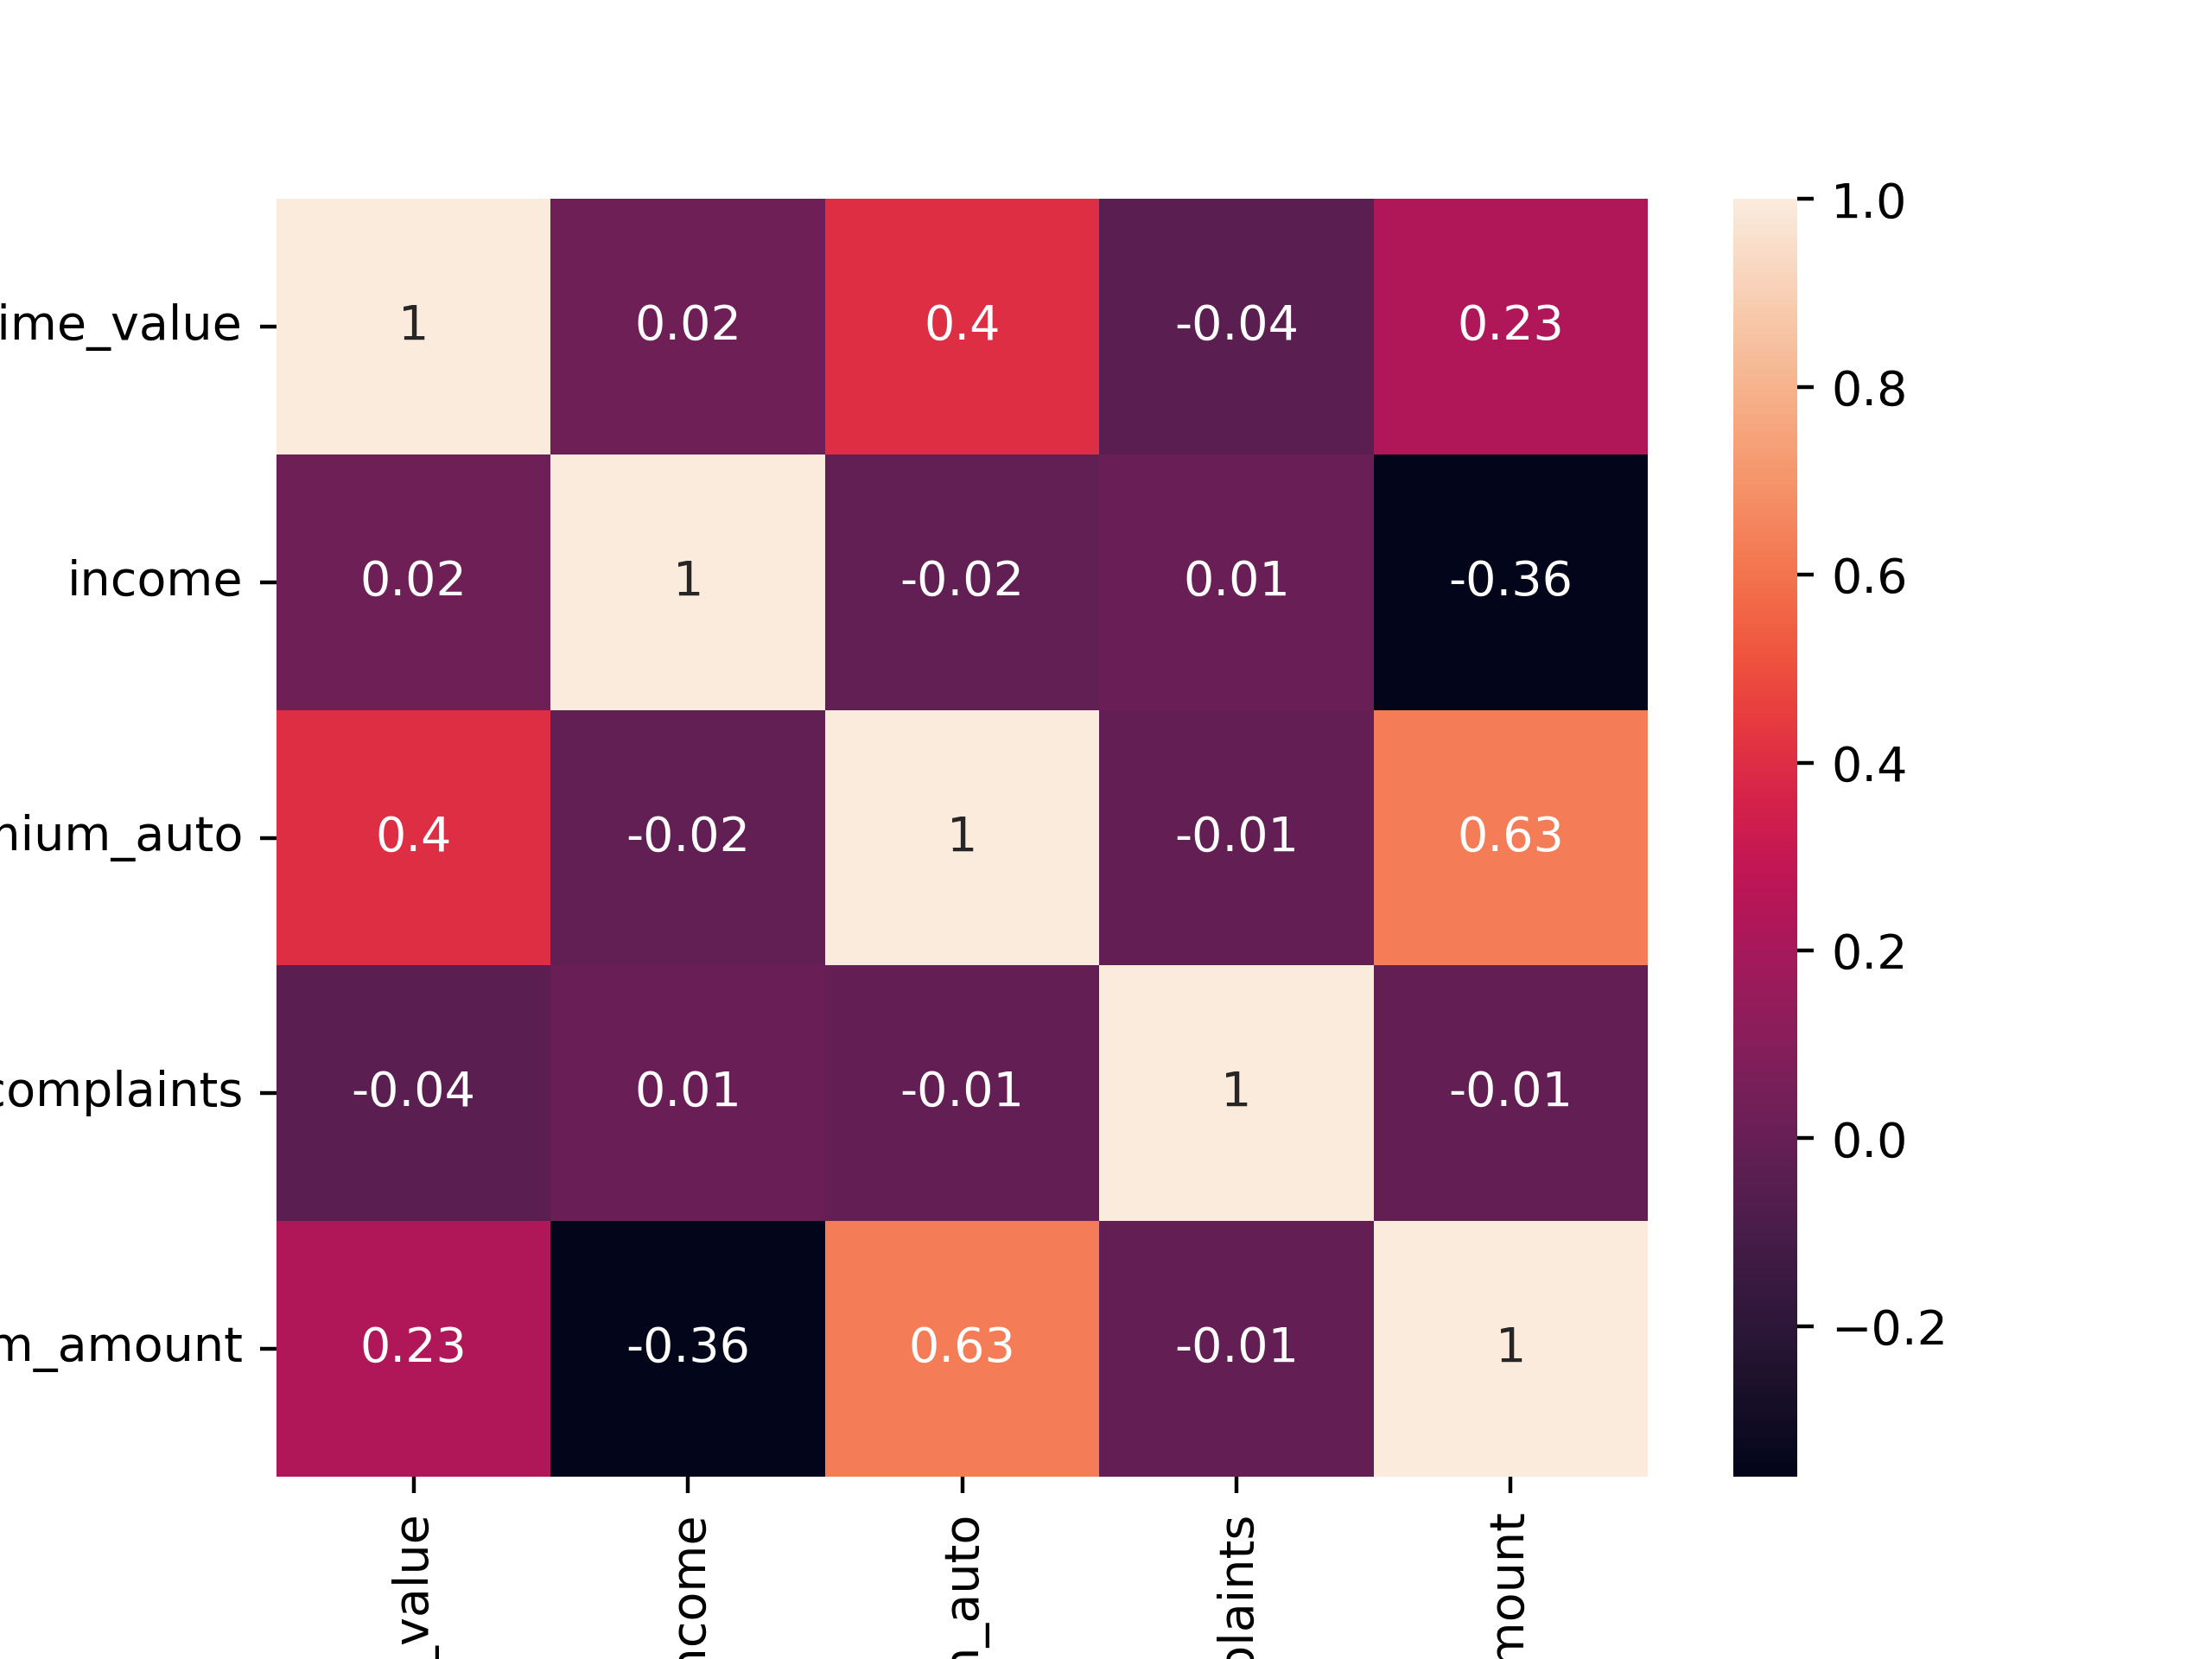 ime_value 1 0.02 0.4 -0.04 0.23
income 0.02 1 -0.02 0.01 -0.36
nium_auto 0.4 -0.02 1 -0.01 0.63
complaints -0.04 0.01 -0.01 1 -0.01
m_amount 0.23 -0.36 0.63 -0.01 1
_value
ncome
m_auto
plaints
mount
1.0
0.8
0.6
0.4
0.2
0.0
−0.2